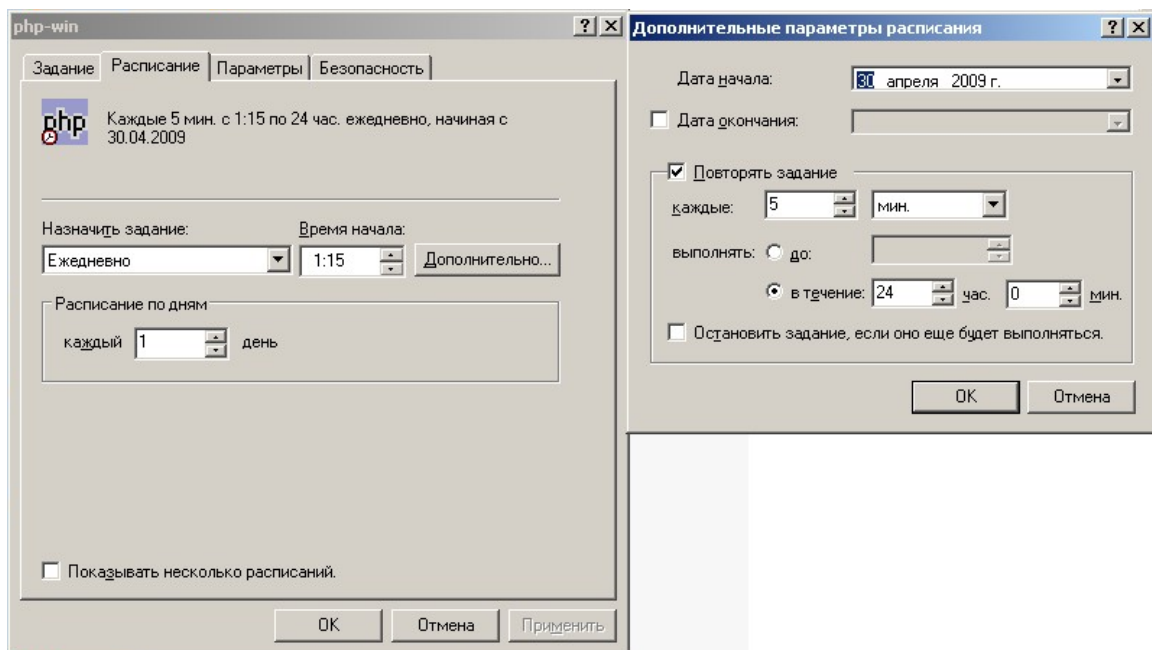 php-win
Задание Расписание Параметры Безопасность
php
Каждые 5 мин. с 1:15 по 24 час. ежедневно, начиная с
30.04.2009
Назначить задание: Время начала:
Ежедневно 1:15 Дополнительно...
Расписание по дням
каждый 1 день
Показывать несколько расписаний.
ОК Отмена Применить
Дополнительные параметры расписания
Дата начала: 30 апреля 2009 г.
Дата окончания:
Повторять задание
каждые: 5 мин.
выполнять: до:
в течение: 24 час. 0 мин.
Остановить задание, если оно еще будет выполняться.
ОК Отмена